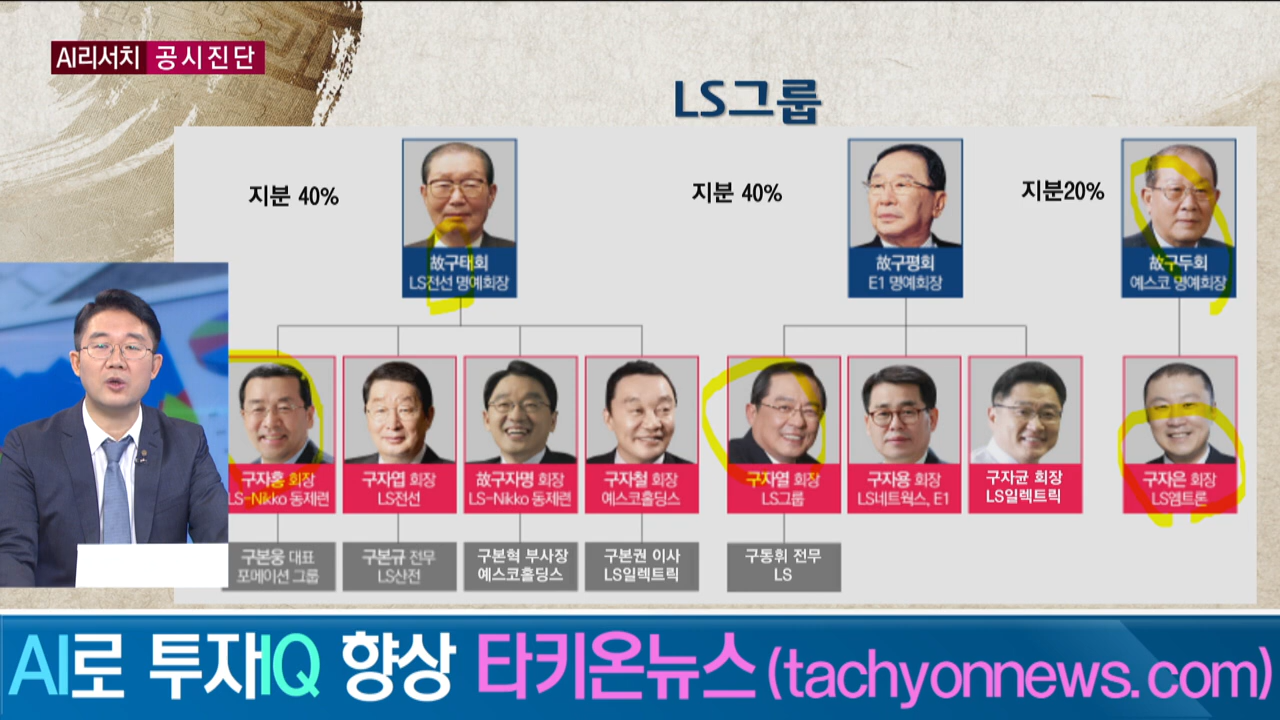 AI리서치 공시진단
LS그룹
지분 40%
지분 40%
지분20%
故구태회
LS전선 명예회장
故구평회
E1 명예회장
故구두회
예스코 명예회장
구자홍 회장
LS-Nikko 동제련
구자엽 회장
LS전선
故구자명 회장
LS-Nikko 동제련
구자철 회장
예스코홀딩스
구자열 회장
LS그룹
구자용 회장
LS네트웍스, E1
구자균 회장
LS일렉트릭
구자은 회장
LS엠트론
구본웅 대표
포메이션 그룹
구본규 전무
LS산전
구본혁 부사장
예스코홀딩스
구본권 이사
LS일렉트릭
구동휘 전무
LS
AI로 투자IQ 향상 타키온뉴스(tachyonnews.com)